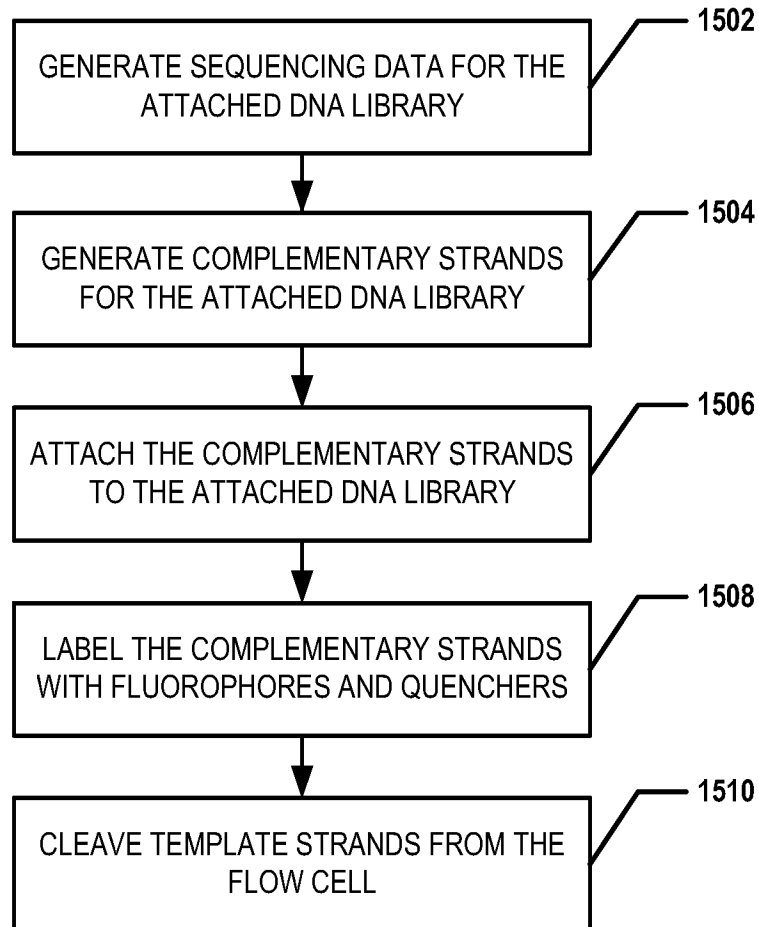 1502
GENERATE SEQUENCING DATA FOR THE
ATTACHED DNA LIBRARY
1504
GENERATE COMPLEMENTARY STRANDS
FOR THE ATTACHED DNA LIBRARY
1506
ATTACH THE COMPLEMENTARY STRANDS
TO THE ATTACHED DNA LIBRARY
1508
LABEL THE COMPLEMENTARY STRANDS
WITH FLUOROPHORES AND QUENCHERS
1510
CLEAVE TEMPLATE STRANDS FROM THE
FLOW CELL